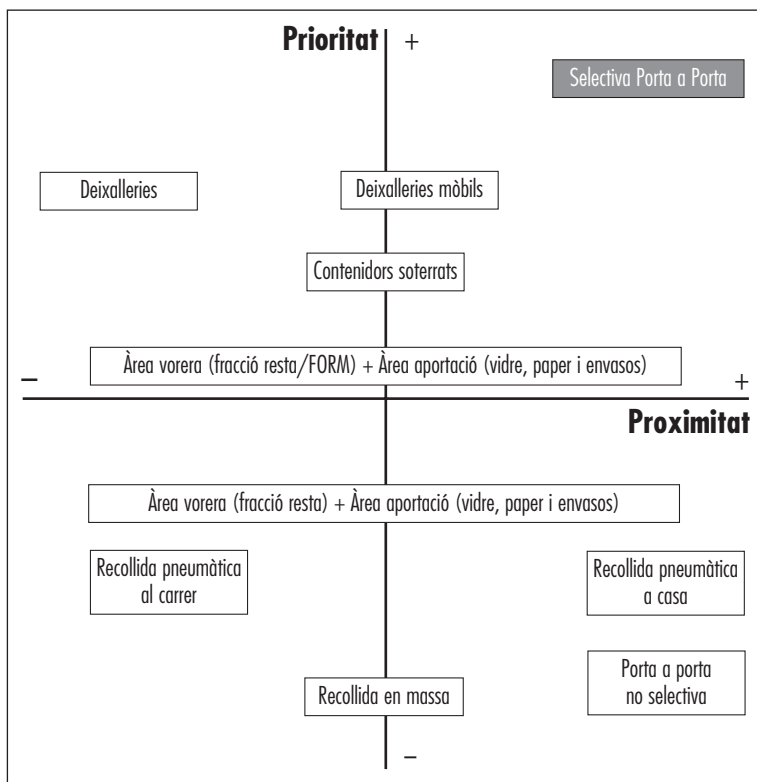 Prioritat +
Selectiva Porta a Porta
Deixalleries
Deixalleries mòbils
Contenidors soterrats
Àrea vorera (fracció resta/FORM) + Àrea aportació (vidre, paper i envasos)
– +
Proximitat
Àrea vorera (fracció resta) + Àrea aportació (vidre, paper i envasos)
Recollida pneumàtica
al carrer
Recollida pneumàtica
a casa
Recollida en massa
Porta a porta
no selectiva
–